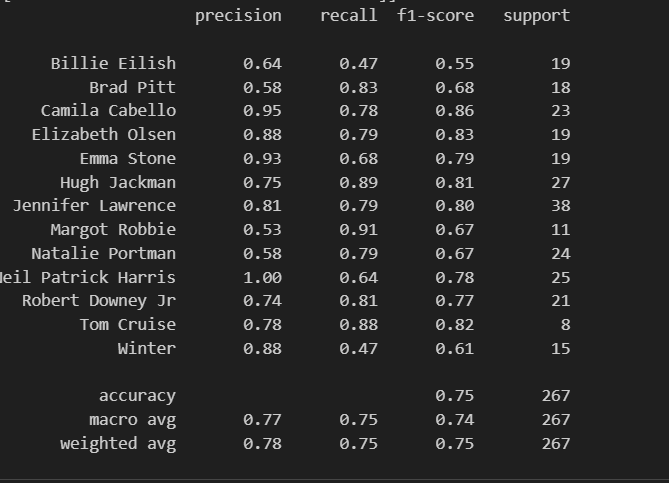 precision recall f1-score support
Billie Eilish 0.64 0.47 0.55 19
Brad Pitt 0.58 0.83 0.68 18
Camila Cabello 0.95 0.78 0.86 23
Elizabeth Olsen 0.88 0.79 0.83 19
Emma Stone 0.93 0.68 0.79 19
Hugh Jackman 0.75 0.89 0.81 27
Jennifer Lawrence 0.81 0.79 0.80 38
Margot Robbie 0.53 0.91 0.67 11
Natalie Portman 0.58 0.79 0.67 24
Neil Patrick Harris 1.00 0.64 0.78 25
Robert Downey Jr 0.74 0.81 0.77 21
Tom Cruise 0.78 0.88 0.82 8
Winter 0.88 0.47 0.61 15
accuracy 0.75 267
macro avg 0.77 0.75 0.74 267
weighted avg 0.78 0.75 0.75 267